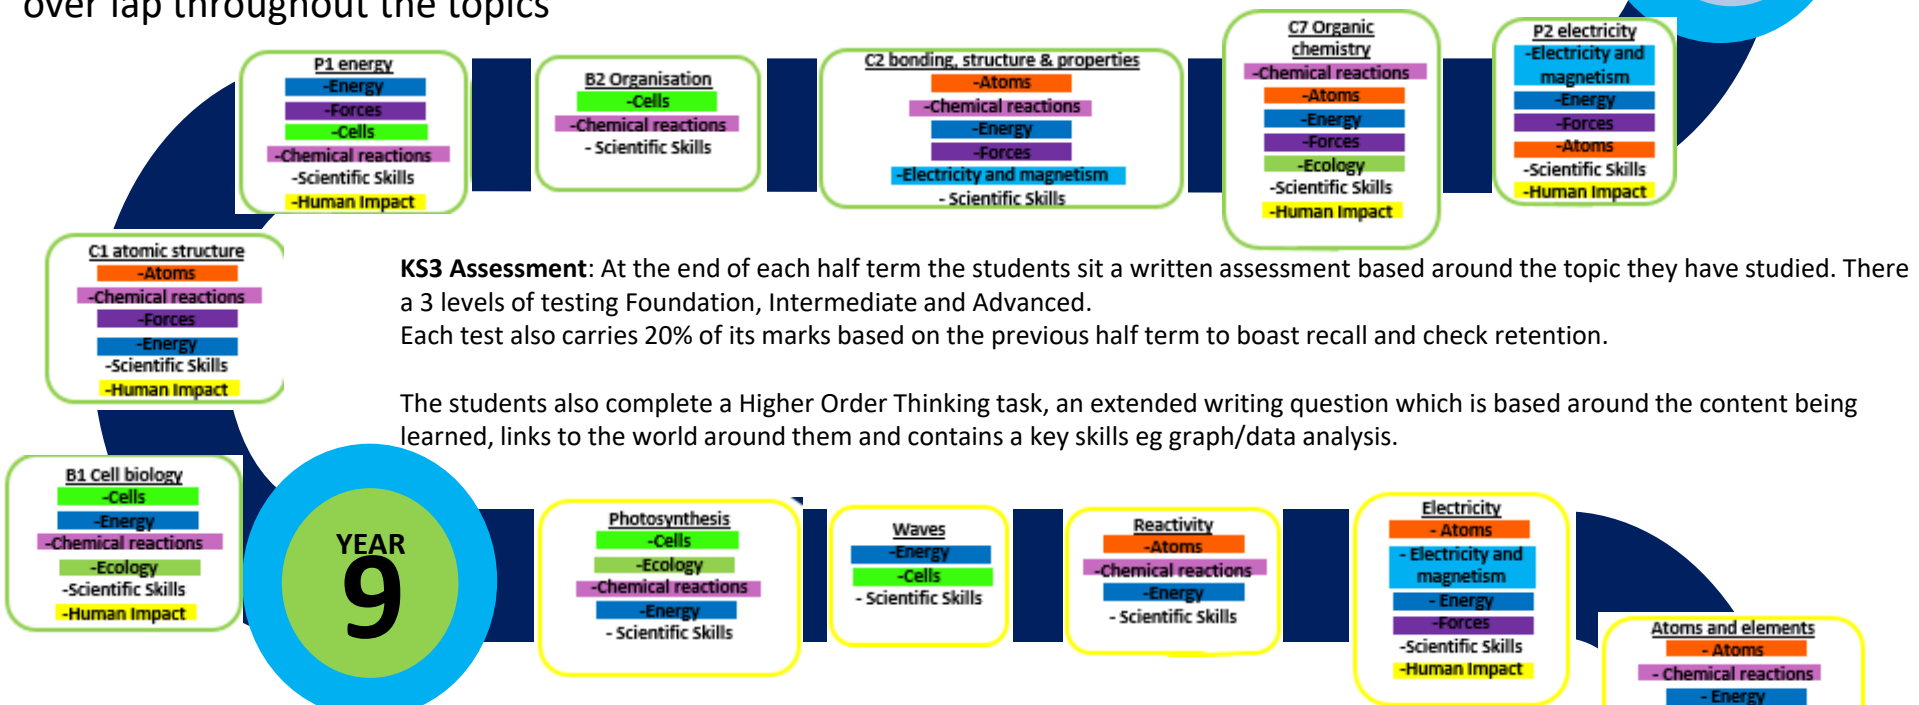 over lap throughout the topics
P1 energy
-Energy
-Forces
-Cells
-Chemical reactions
-Scientific Skills
-Human Impact
B2 Organisation
-Cells
-Chemical reactions
- Scientific Skills
C2 bonding, structure & properties
-Atoms
-Chemical reactions
-Energy
-Forces
-Electricity and magnetism
- Scientific Skills
C7 Organic
chemistry
-Chemical reactions
-Atoms
-Energy
-Forces
-Ecology
-Scientific Skills
-Human Impact
P2 electricity
-Electricity and
magnetism
-Energy
-Forces
-Atoms
-Scientific Skills
-Human Impact
C1 atomic structure
-Atoms
-Chemical reactions
-Forces
-Energy
-Scientific Skills
-Human Impact
KS3 Assessment: At the end of each half term the students sit a written assessment based around the topic they have studied. There
a 3 levels of testing Foundation, Intermediate and Advanced.
Each test also carries 20% of its marks based on the previous half term to boast recall and check retention.
The students also complete a Higher Order Thinking task, an extended writing question which is based around the content being
learned, links to the world around them and contains a key skills eg graph/data analysis.
B1 Cell biology
-Cells
-Energy
-Chemical reactions
-Ecology
-Scientific Skills
-Human Impact
YEAR
9
Photosynthesis
-Cells
-Ecology
-Chemical reactions
-Energy
- Scientific Skills
Waves
-Energy
-Cells
- Scientific Skills
Reactivity
-Atoms
-Chemical reactions
-Energy
- Scientific Skills
Electricity
- Atoms
- Electricity and
magnetism
- Energy
-Forces
-Scientific Skills
-Human Impact
Atoms and elements
- Atoms
- Chemical reactions
- Energy